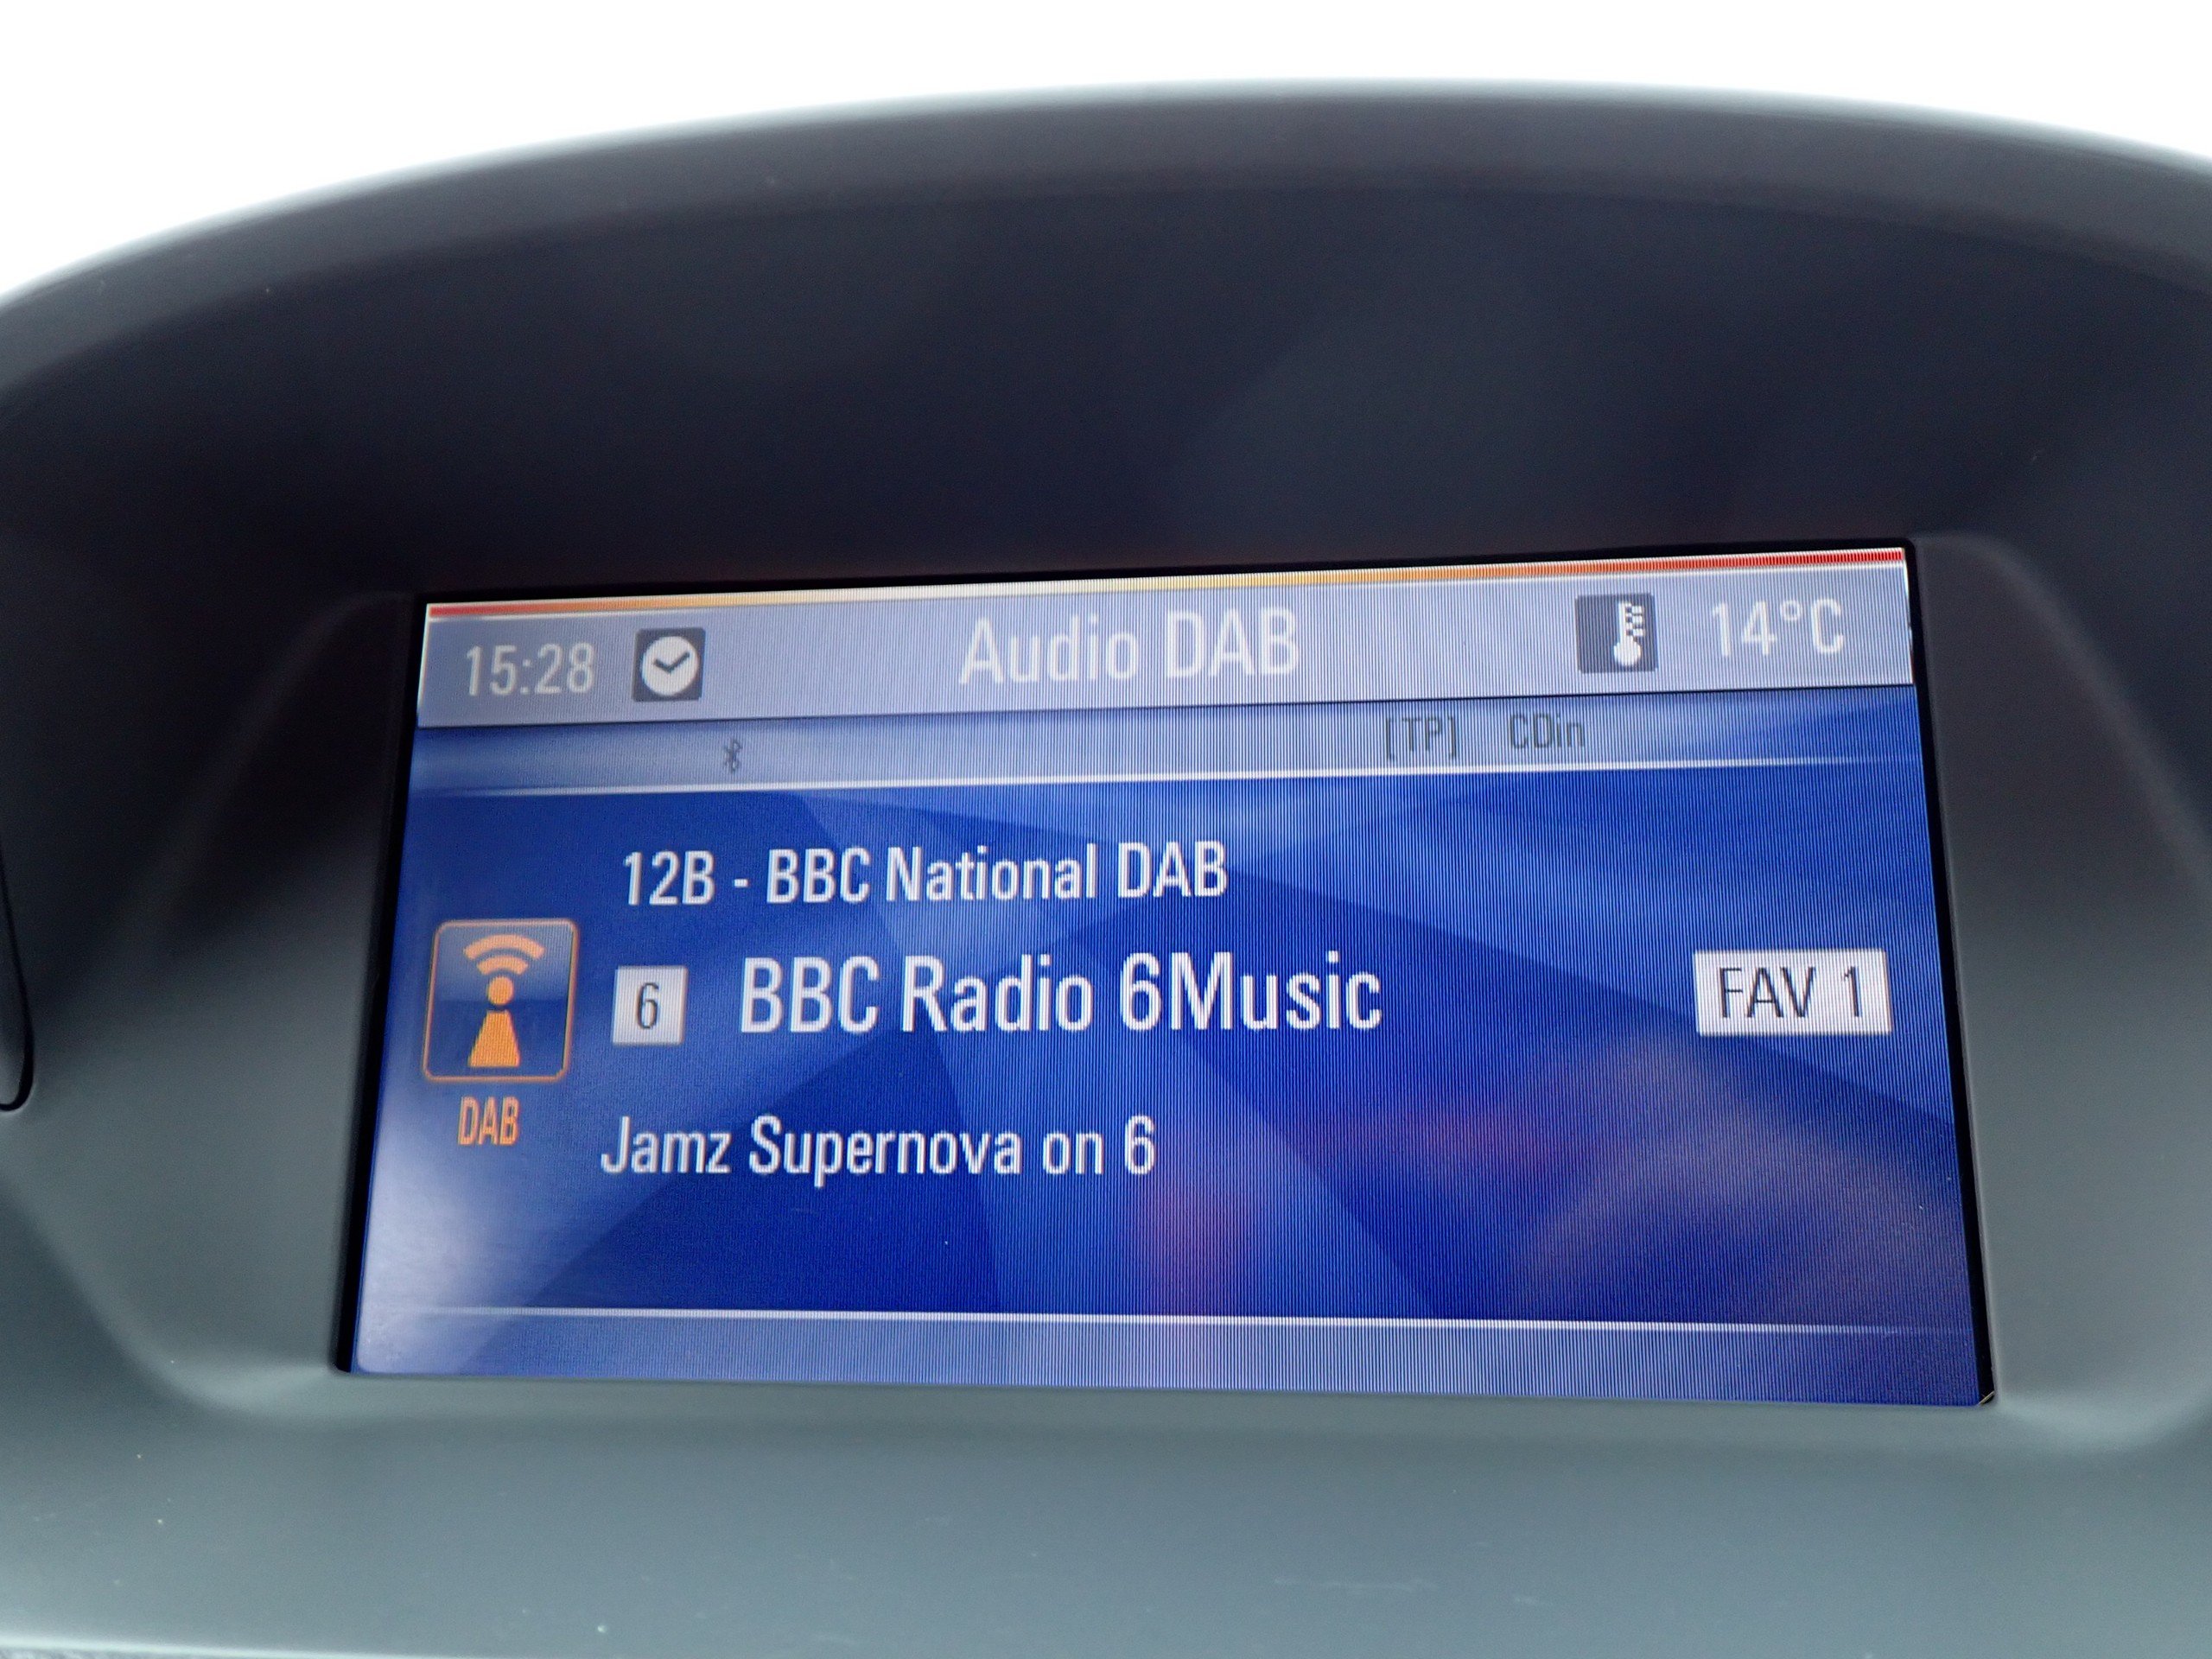 15:28 Audio DAB 14°C
[TP] CDin
12B - BBC National DAB
6 BBC Radio 6Music FAV 1
DAB
Jamz Supernova on 6